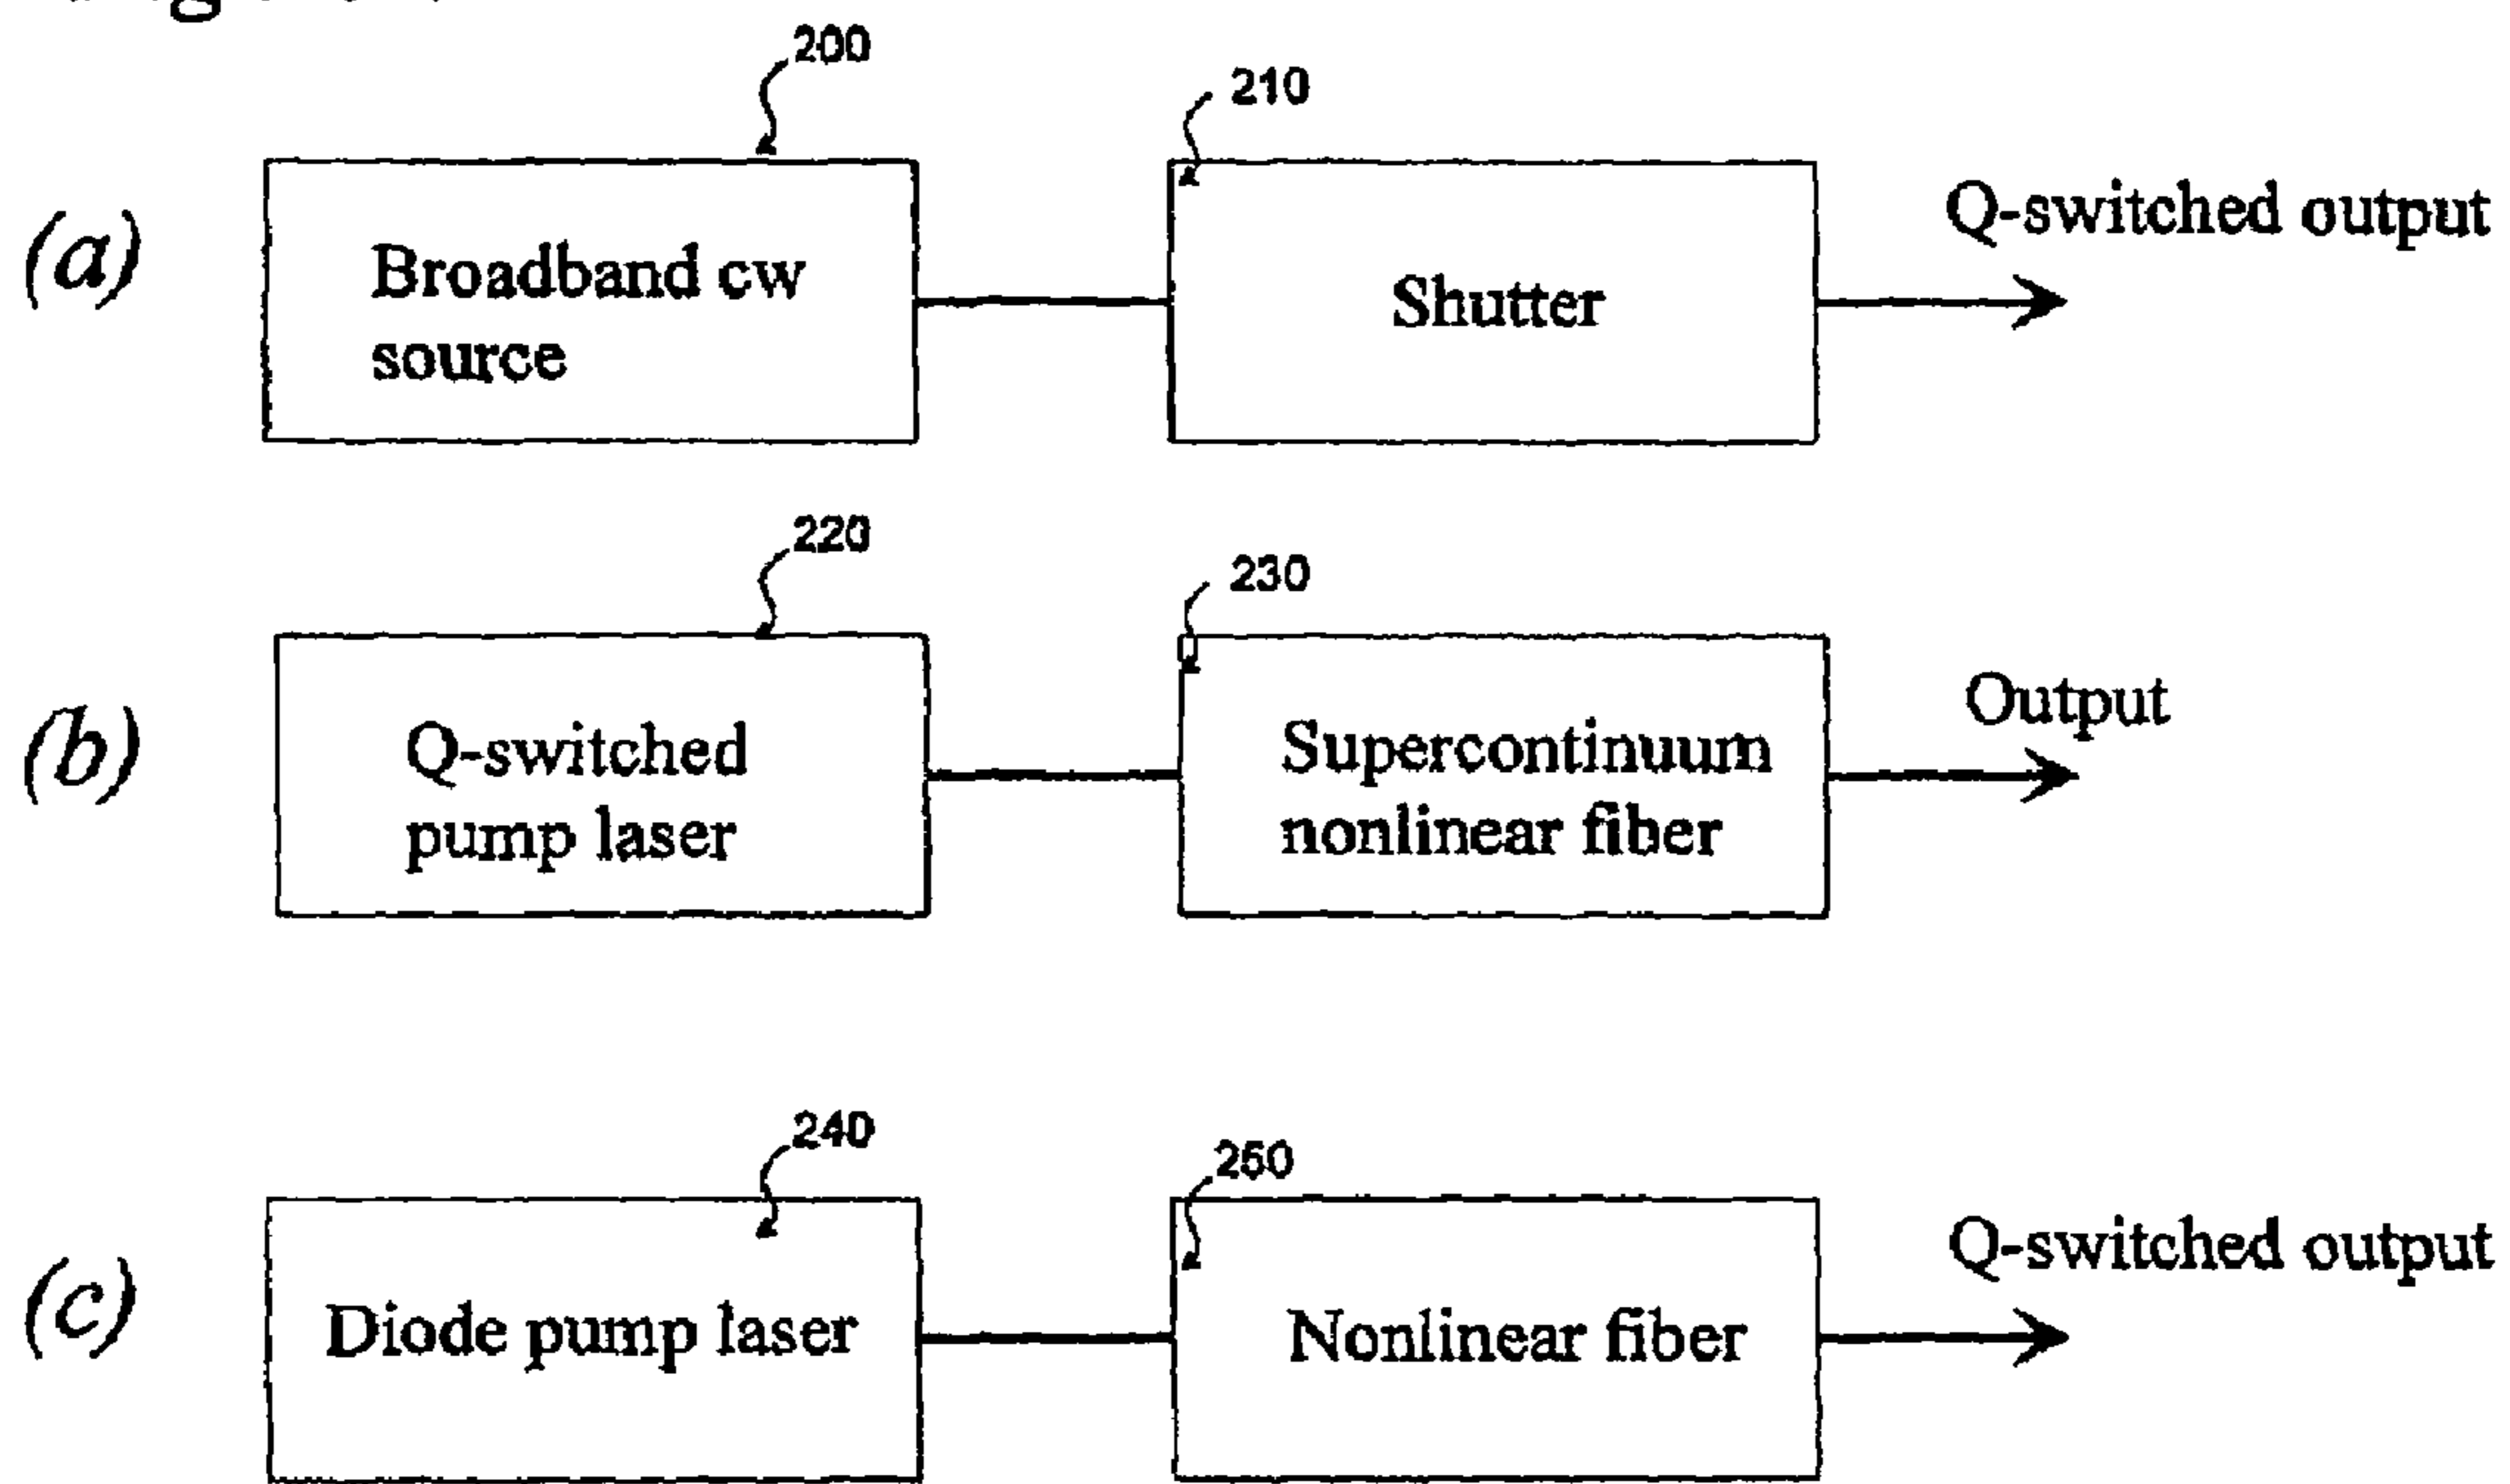 200
210
(a)
Broadband cw
source
Shutter
Q-switched output
220
230
(b)
Q-switched
pump laser
Supercontinuum
nonlinear fiber
Output
240
250
(c)
Diode pump laser
Nonlinear fiber
Q-switched output